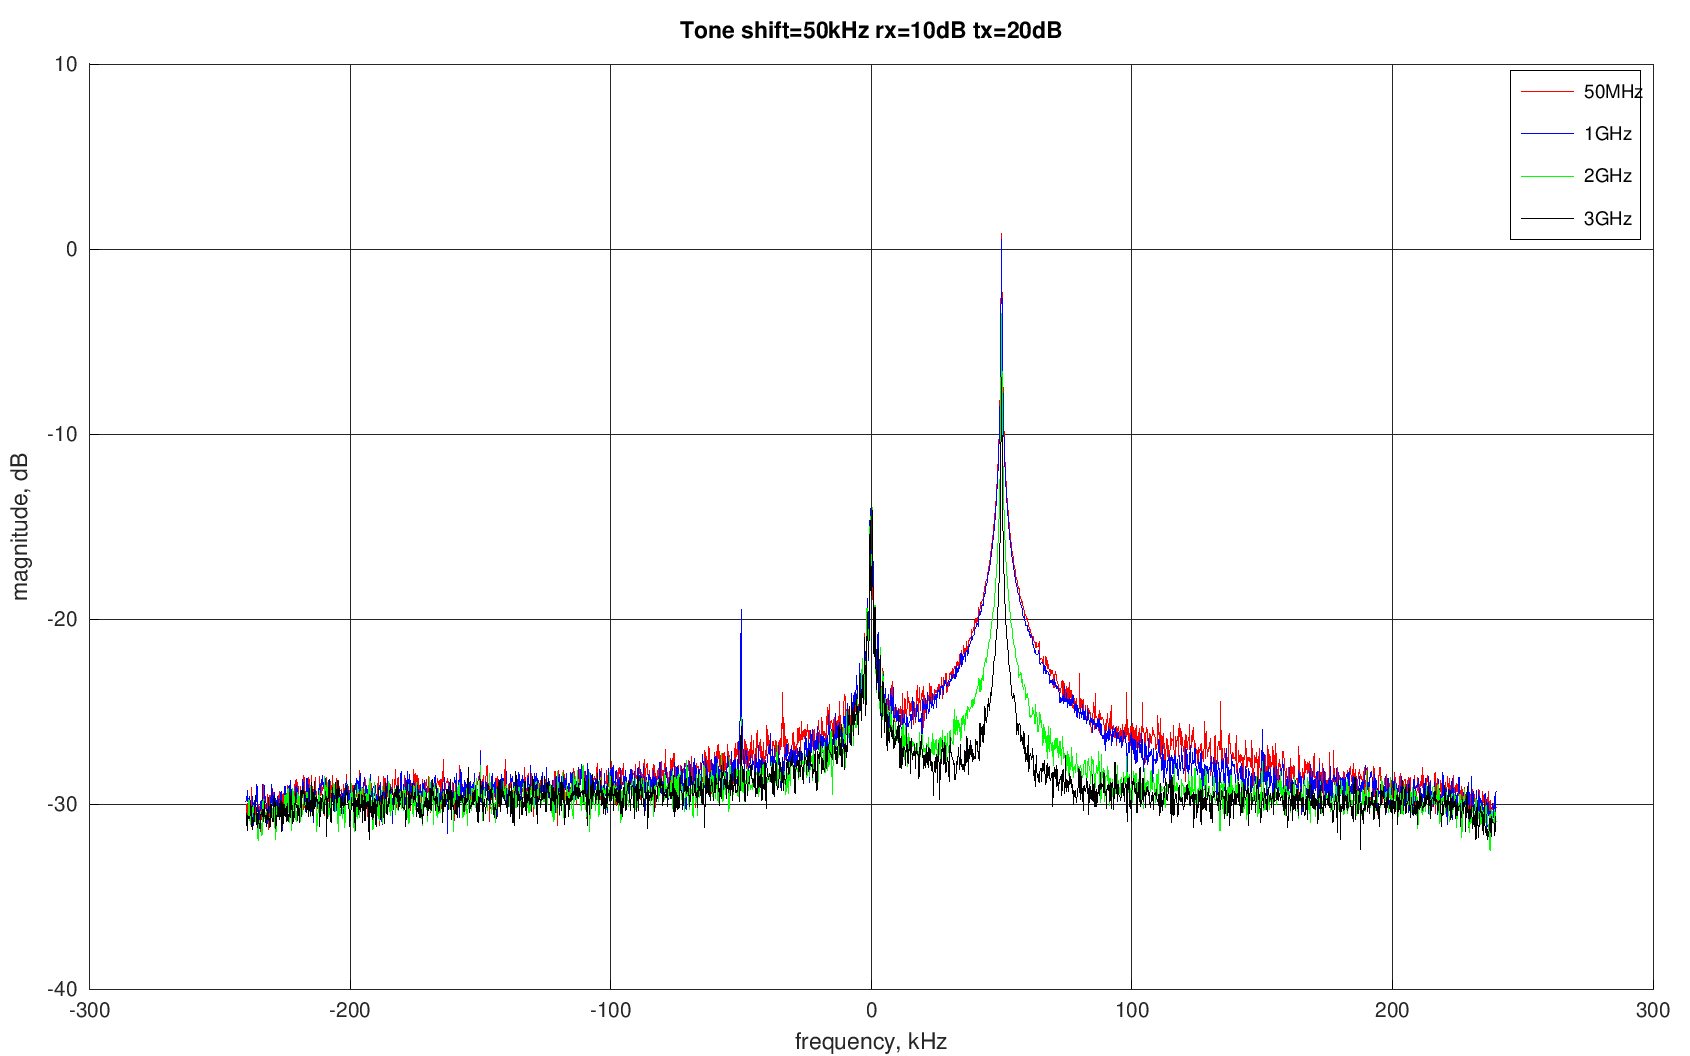 Tone shift=50kHz rx=10dB tx=20dB
10
0
-10
-20
-30
-40
magnitude, dB
50MHz
1GHz
2GHz
3GHz
-300
-200
-100
0
100
200
300
frequency, kHz